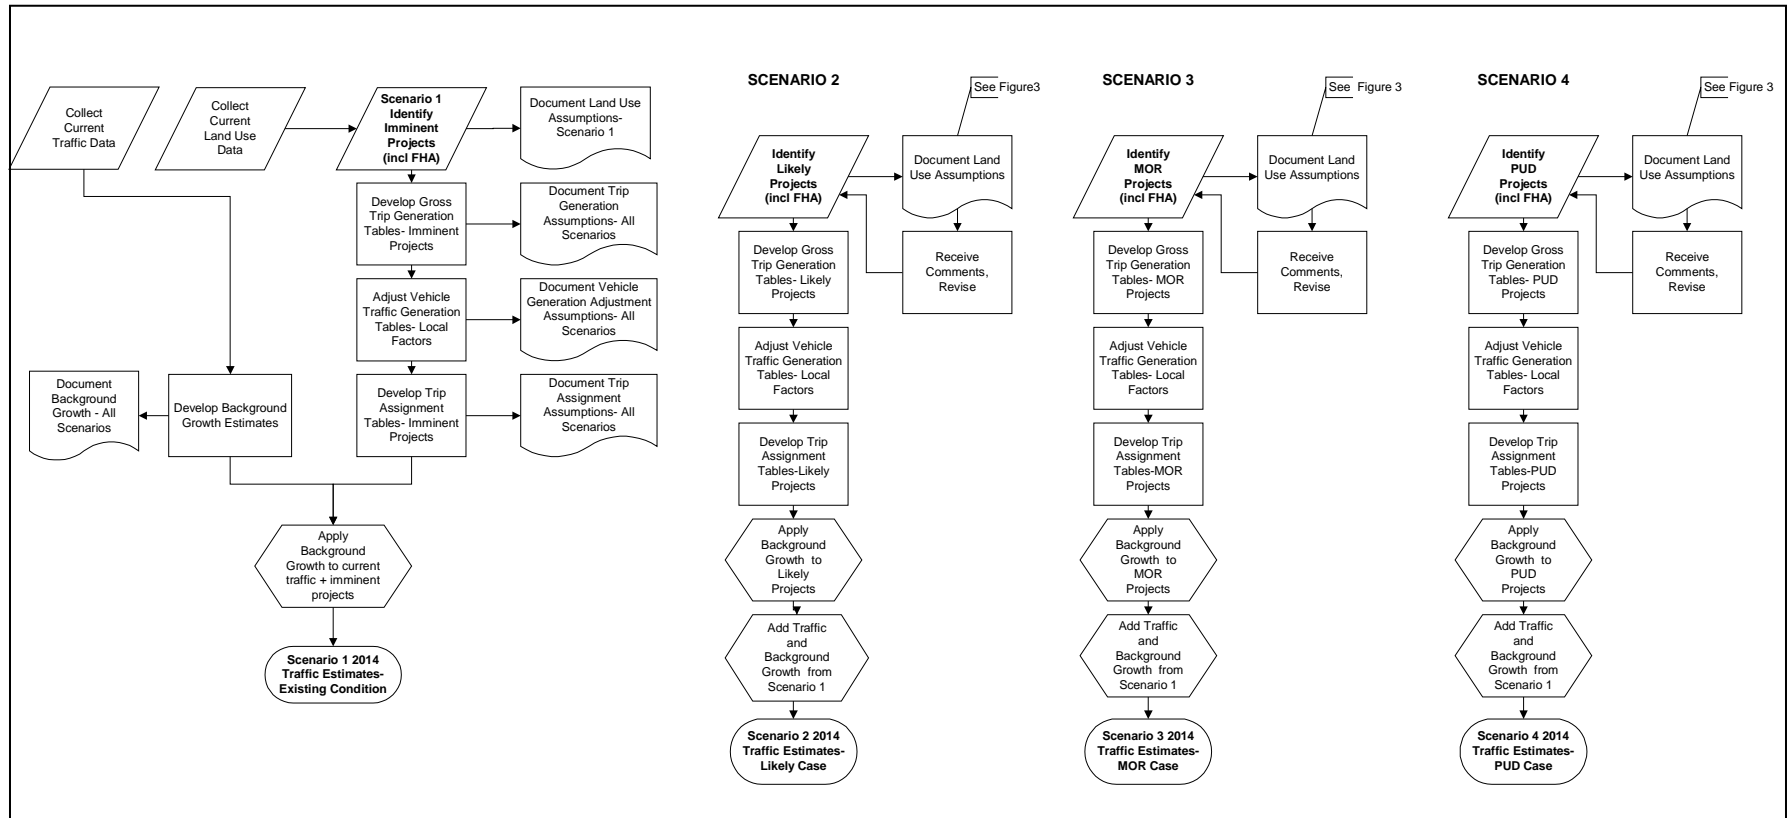 Collect
Current
Traffic Data
Collect
Current
Land Use
Data
Scenario 1
Identify
Imminent
Projects
(incl FHA)
Document Land Use
Assumptions-
Scenario 1
Develop Gross
Trip Generation
Tables- Imminent
Projects
Document Trip
Generation
Assumptions- All
Scenarios
Adjust Vehicle
Traffic Generation
Tables- Local
Factors
Document Vehicle
Generation Adjustment
Assumptions- All
Scenarios
Document
Background
Growth - All
Scenarios
Develop Background
Growth Estimates
Develop Trip
Assignment
Tables- Imminent
Projects
Document Trip
Assignment
Assumptions- All
Scenarios
Apply
Background
Growth to current
traffic + imminent
projects
Scenario 1 2014
Traffic Estimates-
Existing Condition
SCENARIO 2
See Figure3
Identify
Likely
Projects
(incl FHA)
Document Land
Use Assumptions
Develop Gross
Trip Generation
Tables- Likely
Projects
Receive
Comments,
Revise
Adjust Vehicle
Traffic Generation
Tables- Local
Factors
Develop Trip
Assignment
Tables-Likely
Projects
Apply
Background
Growth to
Likely
Projects
Add Traffic
and
Background
Growth from
Scenario 1
Scenario 2 2014
Traffic Estimates-
Likely Case
SCENARIO 3
See Figure 3
Identify
MOR
Projects
(incl FHA)
Document Land
Use Assumptions
Develop Gross
Trip Generation
Tables- MOR
Projects
Receive
Comments,
Revise
Adjust Vehicle
Traffic Generation
Tables- Local
Factors
Develop Trip
Assignment
Tables-MOR
Projects
Apply
Background
Growth to
MOR
Projects
Add Traffic
and
Background
Growth from
Scenario 1
Scenario 3 2014
Traffic Estimates-
MOR Case
SCENARIO 4
See Figure 3
Identify
PUD
Projects
(incl FHA)
Document Land
Use Assumptions
Develop Gross
Trip Generation
Tables- PUD
Projects
Receive
Comments,
Revise
Adjust Vehicle
Traffic Generation
Tables- Local
Factors
Develop Trip
Assignment
Tables-PUD
Projects
Apply
Background
Growth to
PUD
Projects
Add Traffic
and
Background
Growth from
Scenario 1
Scenario 4 2014
Traffic Estimates-
PUD Case